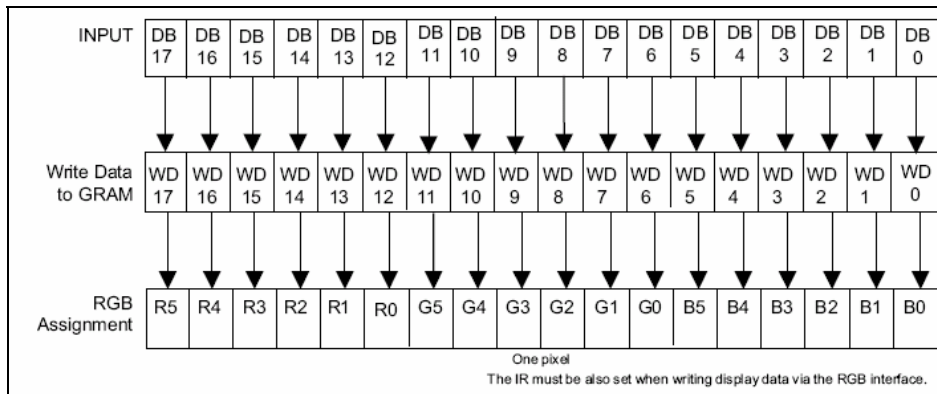 INPUT DB DB DB DB DB DB DB DB DB DB DB DB DB DB DB DB DB DB
17 16 15 14 13 12 11 10 9 8 7 6 5 4 3 2 1 0
Write Data WD WD WD WD WD WD WD WD WD WD WD WD WD WD WD WD WD WD
to GRAM 17 16 15 14 13 12 11 10 9 8 7 6 5 4 3 2 1 0
RGB R5 R4 R3 R2 R1 R0 G5 G4 G3 G2 G1 G0 B5 B4 B3 B2 B1 B0
Assignment
One pixel
The IR must be also set when writing display data via the RGB interface.